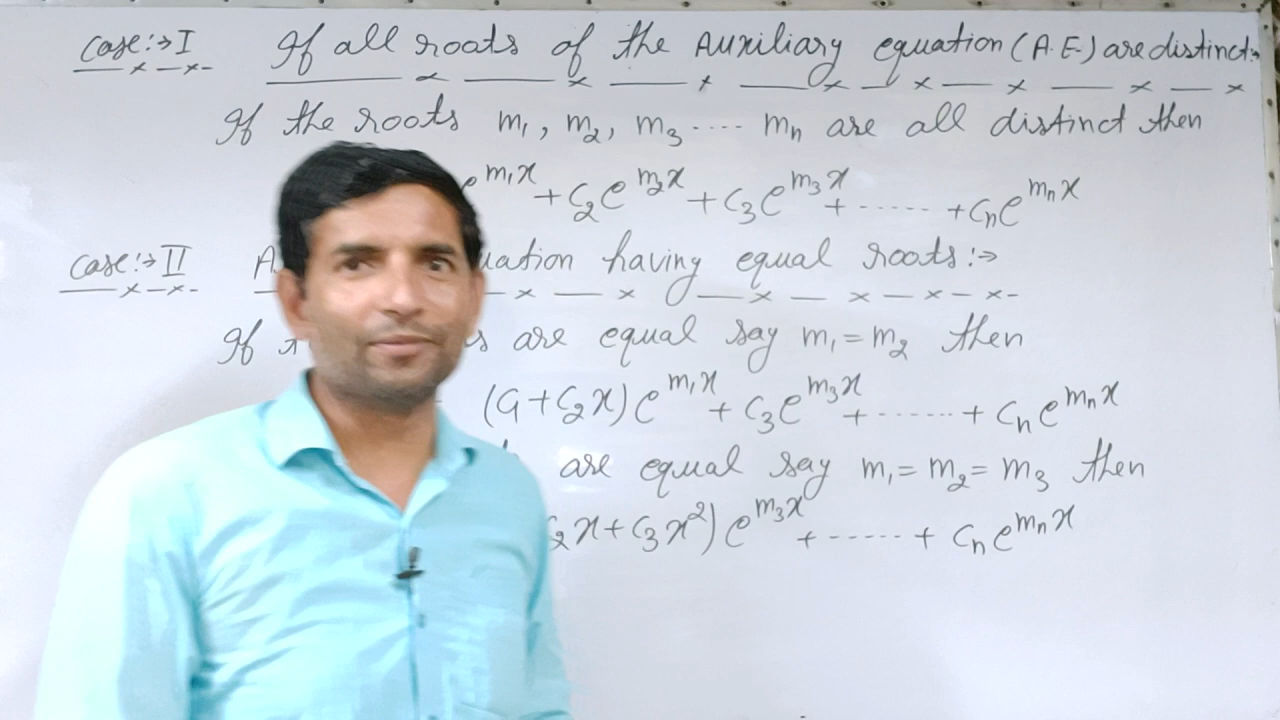 Case:→I If all roots of the Auxiliary equation (A.E.) are distinct:→
If the roots m₁, m₂, m₃ .... mₙ are all distinct then
e^{m₁x} + C₂e^{m₂x} + C₃e^{m₃x} + ...... + Cₙe^{mₙx}
Case:→II having equal roots:→
If are equal say m₁ = m₂ then
(C₁+C₂x)e^{m₁x} + C₃e^{m₃x} + ...... + Cₙe^{mₙx}
are equal say m₁ = m₂ = m₃ then
₂x+C₃x²)e^{m₃x} + ...... + Cₙe^{mₙx}